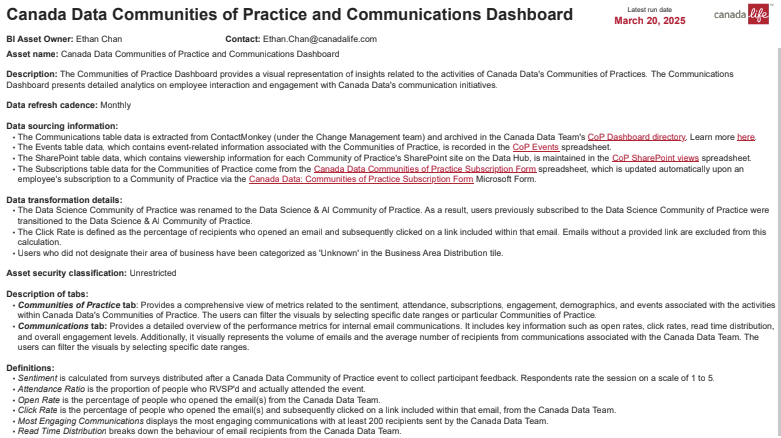 Canada Data Communities of Practice and Communications Dashboard
Latest run date
March 20, 2025
canada life
BI Asset Owner: Ethan Chan
Contact: Ethan.Chan@canadalife.com
Asset name: Canada Data Communities of Practice and Communications Dashboard
Description: The Communities of Practice Dashboard provides a visual representation of insights related to the activities of Canada Data's Communities of Practices. The Communications
Dashboard presents detailed analytics on employee interaction and engagement with Canada Data's communication initiatives.
Data refresh cadence: Monthly
Data sourcing information:
• The Communications table data is extracted from ContactMonkey (under the Change Management team) and archived in the Canada Data Team's CoP Dashboard directory. Learn more here.
• The Events table data, which contains event-related information associated with the Communities of Practice, is recorded in the CoP Events spreadsheet.
• The SharePoint table data, which contains viewership information for each Community of Practice's SharePoint site on the Data Hub, is maintained in the CoP SharePoint views spreadsheet.
• The Subscriptions table data for the Communities of Practice come from the Canada Data Communities of Practice Subscription Form spreadsheet, which is updated automatically upon an
employee's subscription to a Community of Practice via the Canada Data: Communities of Practice Subscription Form Microsoft Form.
Data transformation details:
• The Data Science Community of Practice was renamed to the Data Science & AI Community of Practice. As a result, users previously subscribed to the Data Science Community of Practice were
transitioned to the Data Science & AI Community of Practice.
• The Click Rate is defined as the percentage of recipients who opened an email and subsequently clicked on a link included within that email. Emails without a provided link are excluded from this
calculation.
• Users who did not designate their area of business have been categorized as 'Unknown' in the Business Area Distribution tile.
Asset security classification: Unrestricted
Description of tabs:
• Communities of Practice tab: Provides a comprehensive view of metrics related to the sentiment, attendance, subscriptions, engagement, demographics, and events associated with the activities
within Canada Data's Communities of Practice. The users can filter the visuals by selecting specific date ranges or particular Communities of Practice.
• Communications tab: Provides a detailed overview of the performance metrics for internal email communications. It includes key information such as open rates, click rates, read time distribution,
and overall engagement levels. Additionally, it visually represents the volume of emails and the average number of recipients from communications associated with the Canada Data Team. The
users can filter the visuals by selecting specific date ranges.
Definitions:
• Sentiment is calculated from surveys distributed after a Canada Data Community of Practice event to collect participant feedback. Respondents rate the session on a scale of 1 to 5.
• Attendance Ratio is the proportion of people who RVSP'd and actually attended the event.
• Open Rate is the percentage of people who opened the email(s) from the Canada Data Team.
• Click Rate is the percentage of people who opened the email(s) and subsequently clicked on a link included within that email, from the Canada Data Team.
• Most Engaging Communications displays the most engaging communications with at least 200 recipients sent by the Canada Data Team.
• Read Time Distribution breaks down the behaviour of email recipients from the Canada Data Team.